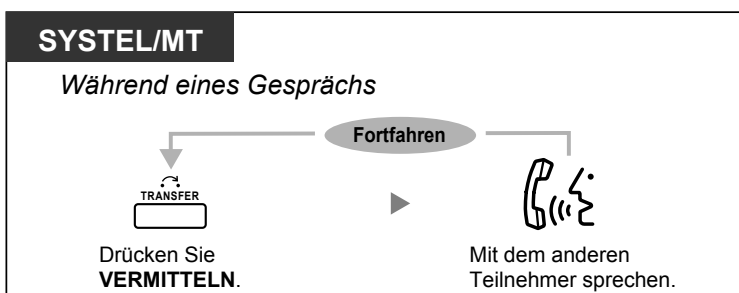 SYSTEL/MT
Während eines Gesprächs
Fortfahren
TRANSFER
Drücken Sie
VERMITTELN.
Mit dem anderen
Teilnehmer sprechen.